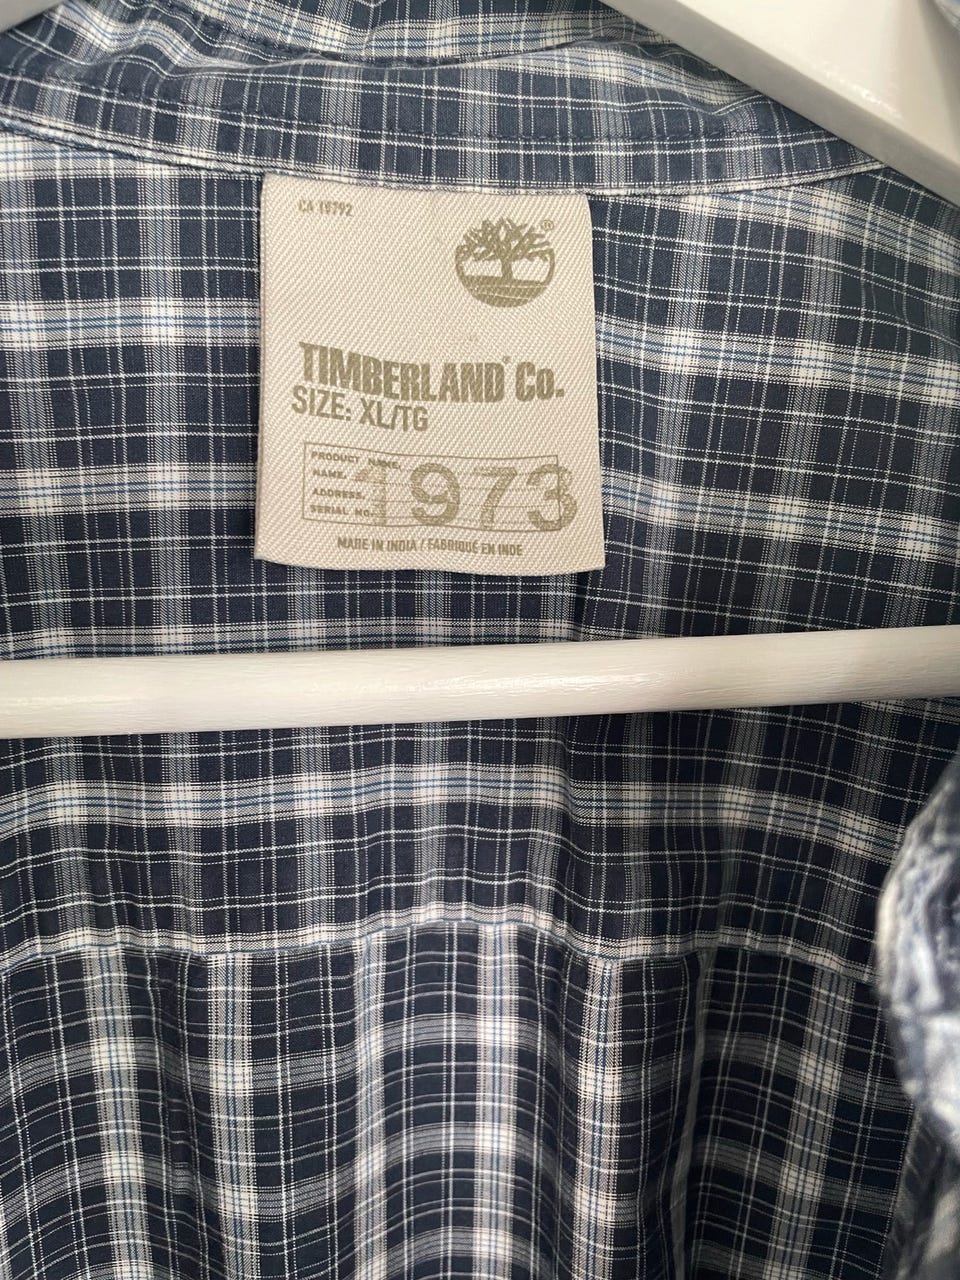 CA 19792
®
TIMBERLAND® Co.
SIZE: XL/TG
PRODUCT NAME.
NAME.
ADDRESS.
SERIAL NO.
1973
MADE IN INDIA / FABRIQUÉ EN INDE